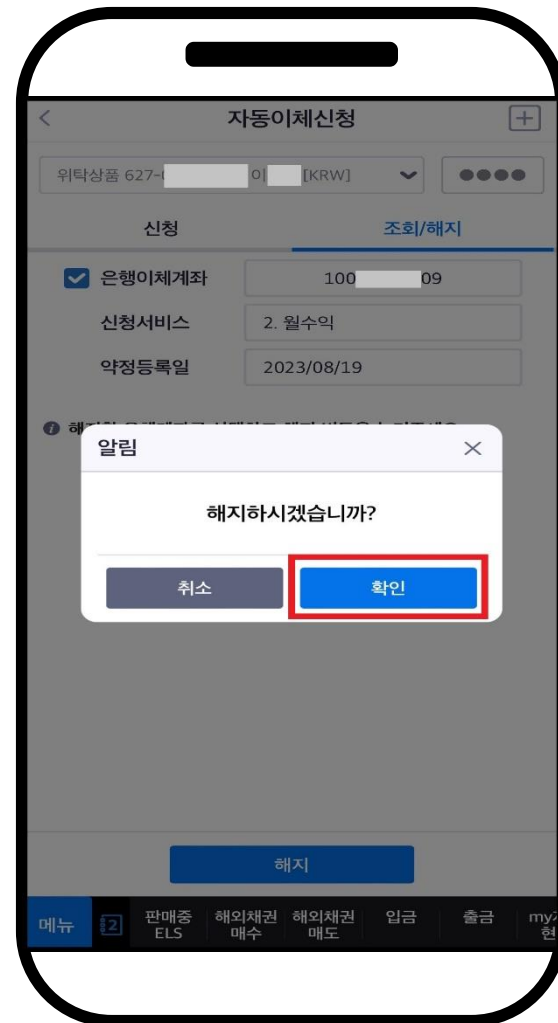 <
자동이체신청
+
위탁상품 627- 이 [KRW]
●●●●
신청
조회/해지
은행이체계좌
100 09
신청서비스
2. 월수익
약정등록일
2023/08/19
알림
×
해지하시겠습니까?
취소
확인
해지
메뉴
2
판매중
ELS
해외채권
매수
해외채권
매도
입금
출금
my
현